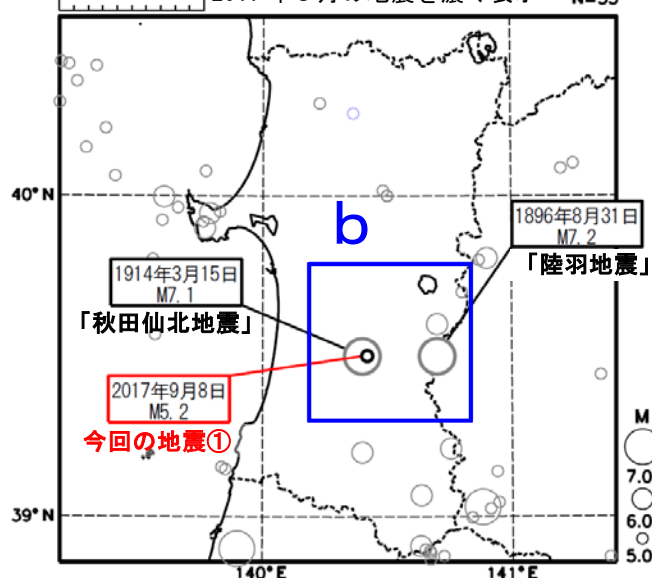 N=55
40°N
b
1896年8月31日
M7.2
「陸羽地震」
1914年3月15日
M7.1
「秋田仙北地震」
2017年9月8日
M5.2
今回の地震①
M
7.0
6.0
5.0
39°N
140°E
141°E